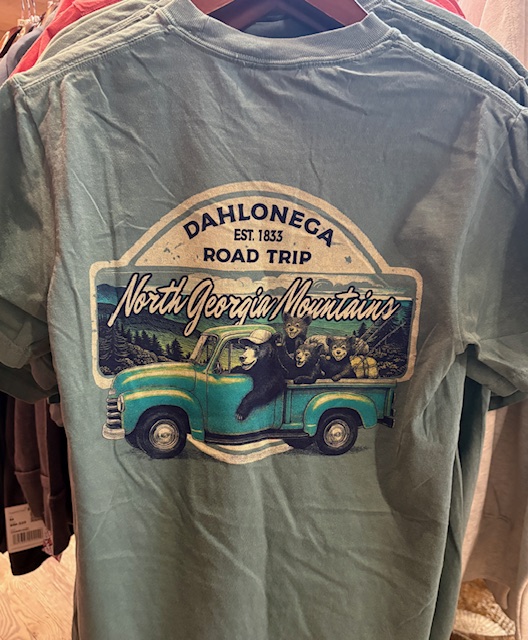 DAHLONEGA
EST. 1833
ROAD TRIP
North Georgia Mountains